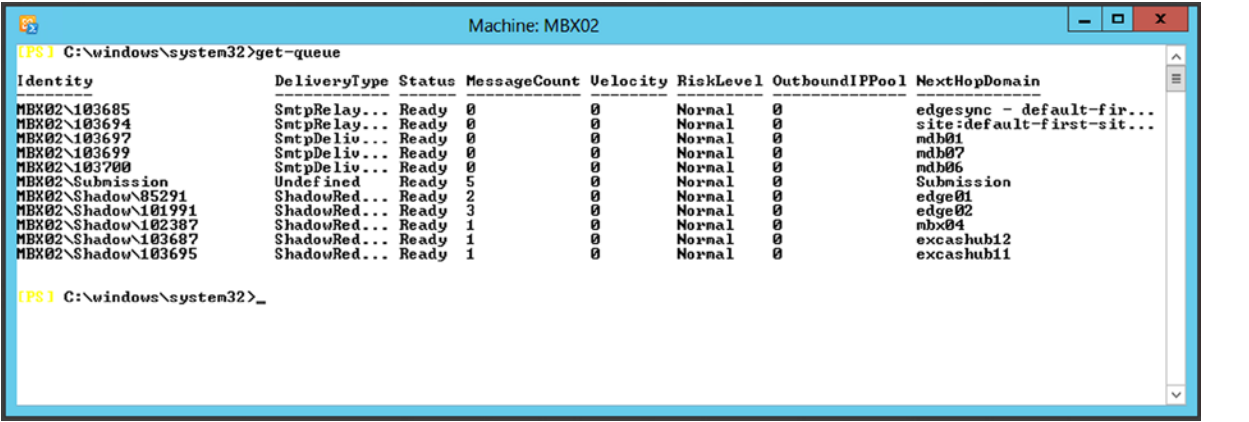 Machine: MBX02
[PS] C:\windows\system32>get-queue
Identity DeliveryType Status MessageCount Velocity RiskLevel OutboundIPPool NextHopDomain
-------- ------------ ------ ------------ -------- --------- -------------- -------------
MBX02\103685 SmtpRelay... Ready 0 0 Normal 0 edgesync - default-fir...
MBX02\103694 SmtpRelay... Ready 0 0 Normal 0 site:default-first-sit...
MBX02\103697 SmtpDeliv... Ready 0 0 Normal 0 mdb01
MBX02\103699 SmtpDeliv... Ready 0 0 Normal 0 mdb07
MBX02\103700 SmtpDeliv... Ready 0 0 Normal 0 mdb06
MBX02\Submission Undefined Ready 5 0 Normal 0 Submission
MBX02\Shadow\85291 ShadowRed... Ready 2 0 Normal 0 edge01
MBX02\Shadow\101991 ShadowRed... Ready 3 0 Normal 0 edge02
MBX02\Shadow\102387 ShadowRed... Ready 1 0 Normal 0 mbx04
MBX02\Shadow\103687 ShadowRed... Ready 1 0 Normal 0 excashub12
MBX02\Shadow\103695 ShadowRed... Ready 1 0 Normal 0 excashub11
[PS] C:\windows\system32>_